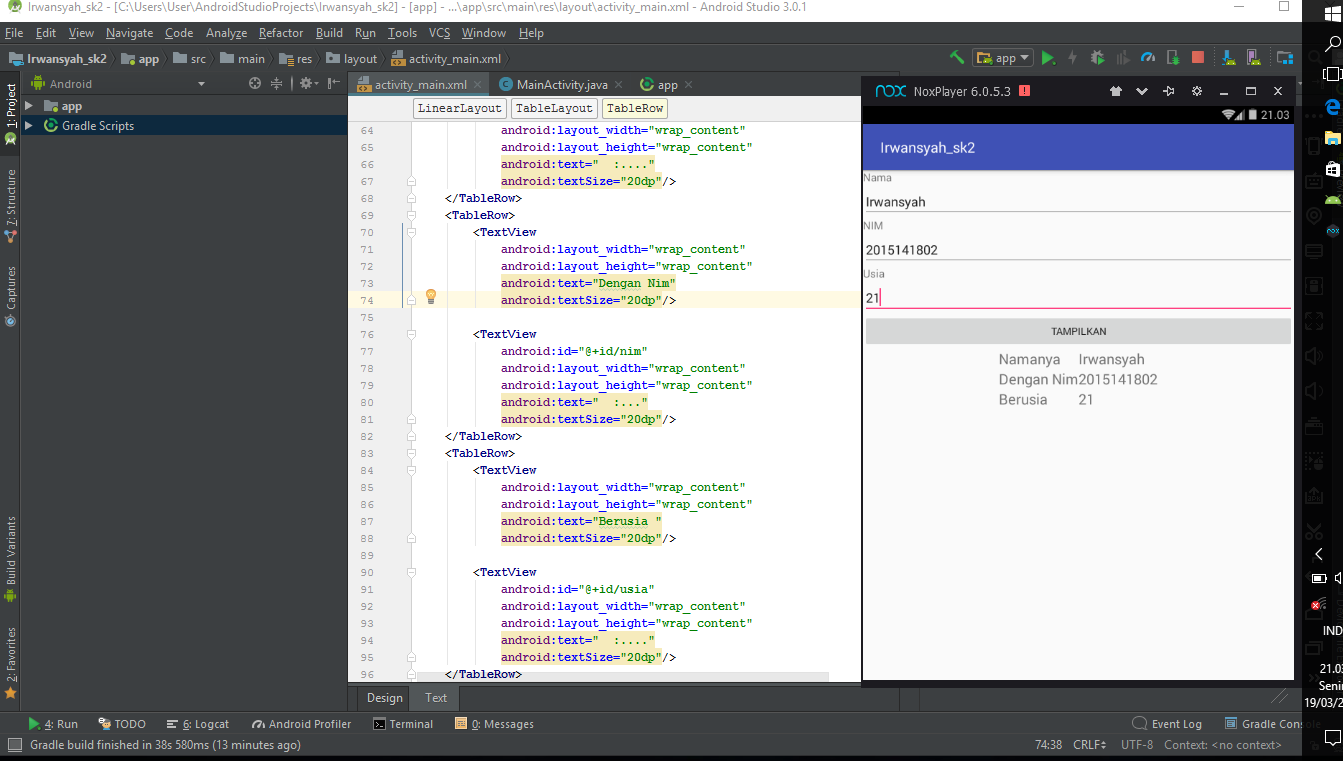 Irwansyah_sk2 - [C:\Users\User\AndroidStudioProjects\Irwansyah_sk2] - [app] - ...\app\src\main\res\layout\activity_main.xml - Android Studio 3.0.1
File Edit View Navigate Code Analyze Refactor Build Run Tools VCS Window Help
Irwansyah_sk2 app src main res layout activity_main.xml
app
Android
activity_main.xml MainActivity.java app
1: Project
7: Structure
Captures
Build Variants
2: Favorites
app
Gradle Scripts
LinearLayout TableLayout TableRow
64 android:layout_width="wrap_content"
65 android:layout_height="wrap_content"
66 android:text="  :...."
67 android:textSize="20dp"/>
68 </TableRow>
69 <TableRow>
70 <TextView
71 android:layout_width="wrap_content"
72 android:layout_height="wrap_content"
73 android:text="Dengan Nim"
74 android:textSize="20dp"/>
75
76 <TextView
77 android:id="@+id/nim"
78 android:layout_width="wrap_content"
79 android:layout_height="wrap_content"
80 android:text="  :..."
81 android:textSize="20dp"/>
82 </TableRow>
83 <TableRow>
84 <TextView
85 android:layout_width="wrap_content"
86 android:layout_height="wrap_content"
87 android:text="Berusia "
88 android:textSize="20dp"/>
89
90 <TextView
91 android:id="@+id/usia"
92 android:layout_width="wrap_content"
93 android:layout_height="wrap_content"
94 android:text="  :...."
95 android:textSize="20dp"/>
96 </TableRow>
Design Text
nox NoxPlayer 6.0.5.3
21.03
Irwansyah_sk2
Nama
Irwansyah
NIM
2015141802
Usia
21
TAMPILKAN
Namanya Irwansyah
Dengan Nim2015141802
Berusia 21
IND
21.03
Senin
19/03/2
4: Run TODO 6: Logcat Android Profiler Terminal 0: Messages Event Log Gradle Console
Gradle build finished in 38s 580ms (13 minutes ago) 74:38 CRLF UTF-8 Context: <no context>